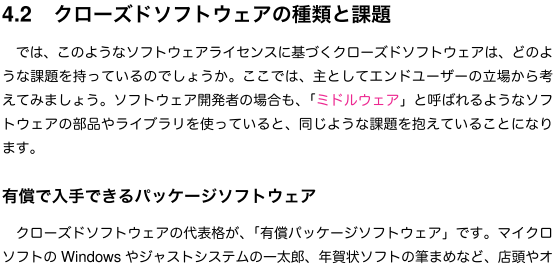 4.2　クローズドソフトウェアの種類と課題
　では、このようなソフトウェアライセンスに基づくクローズドソフトウェアは、どのよ
うな課題を持っているのでしょうか。ここでは、主としてエンドユーザーの立場から考
えてみましょう。ソフトウェア開発者の場合も、「ミドルウェア」と呼ばれるようなソフ
トウェアの部品やライブラリを使っていると、同じような課題を抱えていることになり
ます。
有償で入手できるパッケージソフトウェア
　クローズドソフトウェアの代表格が、「有償パッケージソフトウェア」です。マイクロ
ソフトの Windows やジャストシステムの一太郎、年賀状ソフトの筆まめなど、店頭やオ